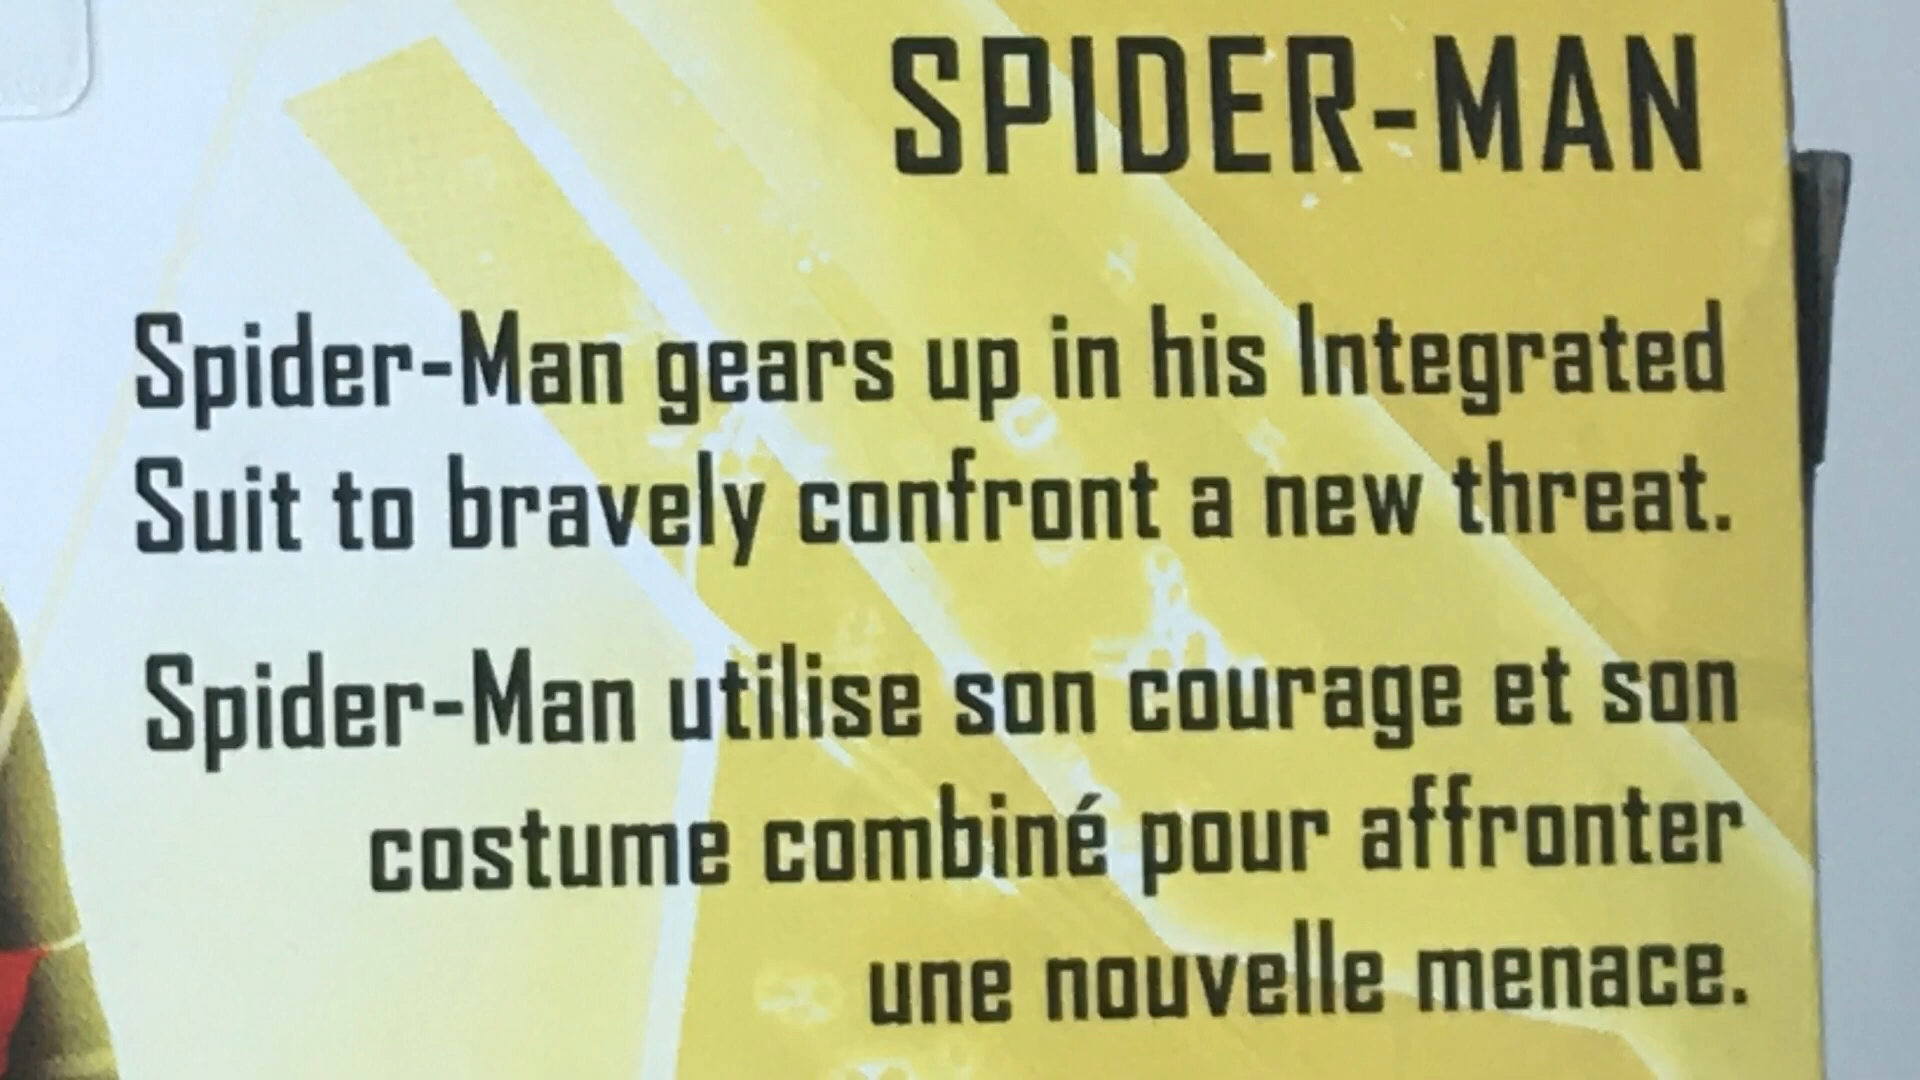 SPIDER-MAN
Spider-Man gears up in his Integrated
Suit to bravely confront a new threat.
Spider-Man utilise son courage et son
costume combiné pour affronter
une nouvelle menace.